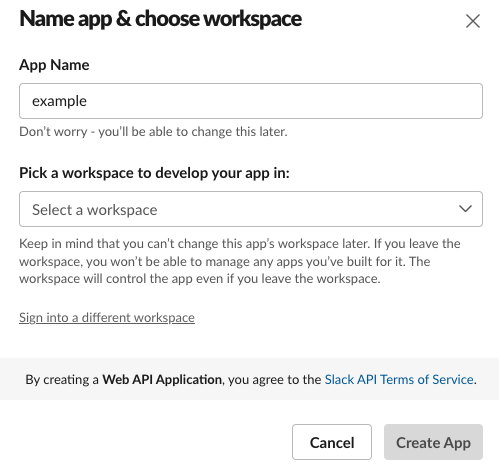 Name app & choose workspace
App Name
example
Don't worry - you'll be able to change this later.
Pick a workspace to develop your app in:
Select a workspace
Keep in mind that you can't change this app's workspace later. If you leave the
workspace, you won't be able to manage any apps you've built for it. The
workspace will control the app even if you leave the workspace.
Sign into a different workspace
By creating a Web API Application, you agree to the Slack API Terms of Service.
Cancel
Create App